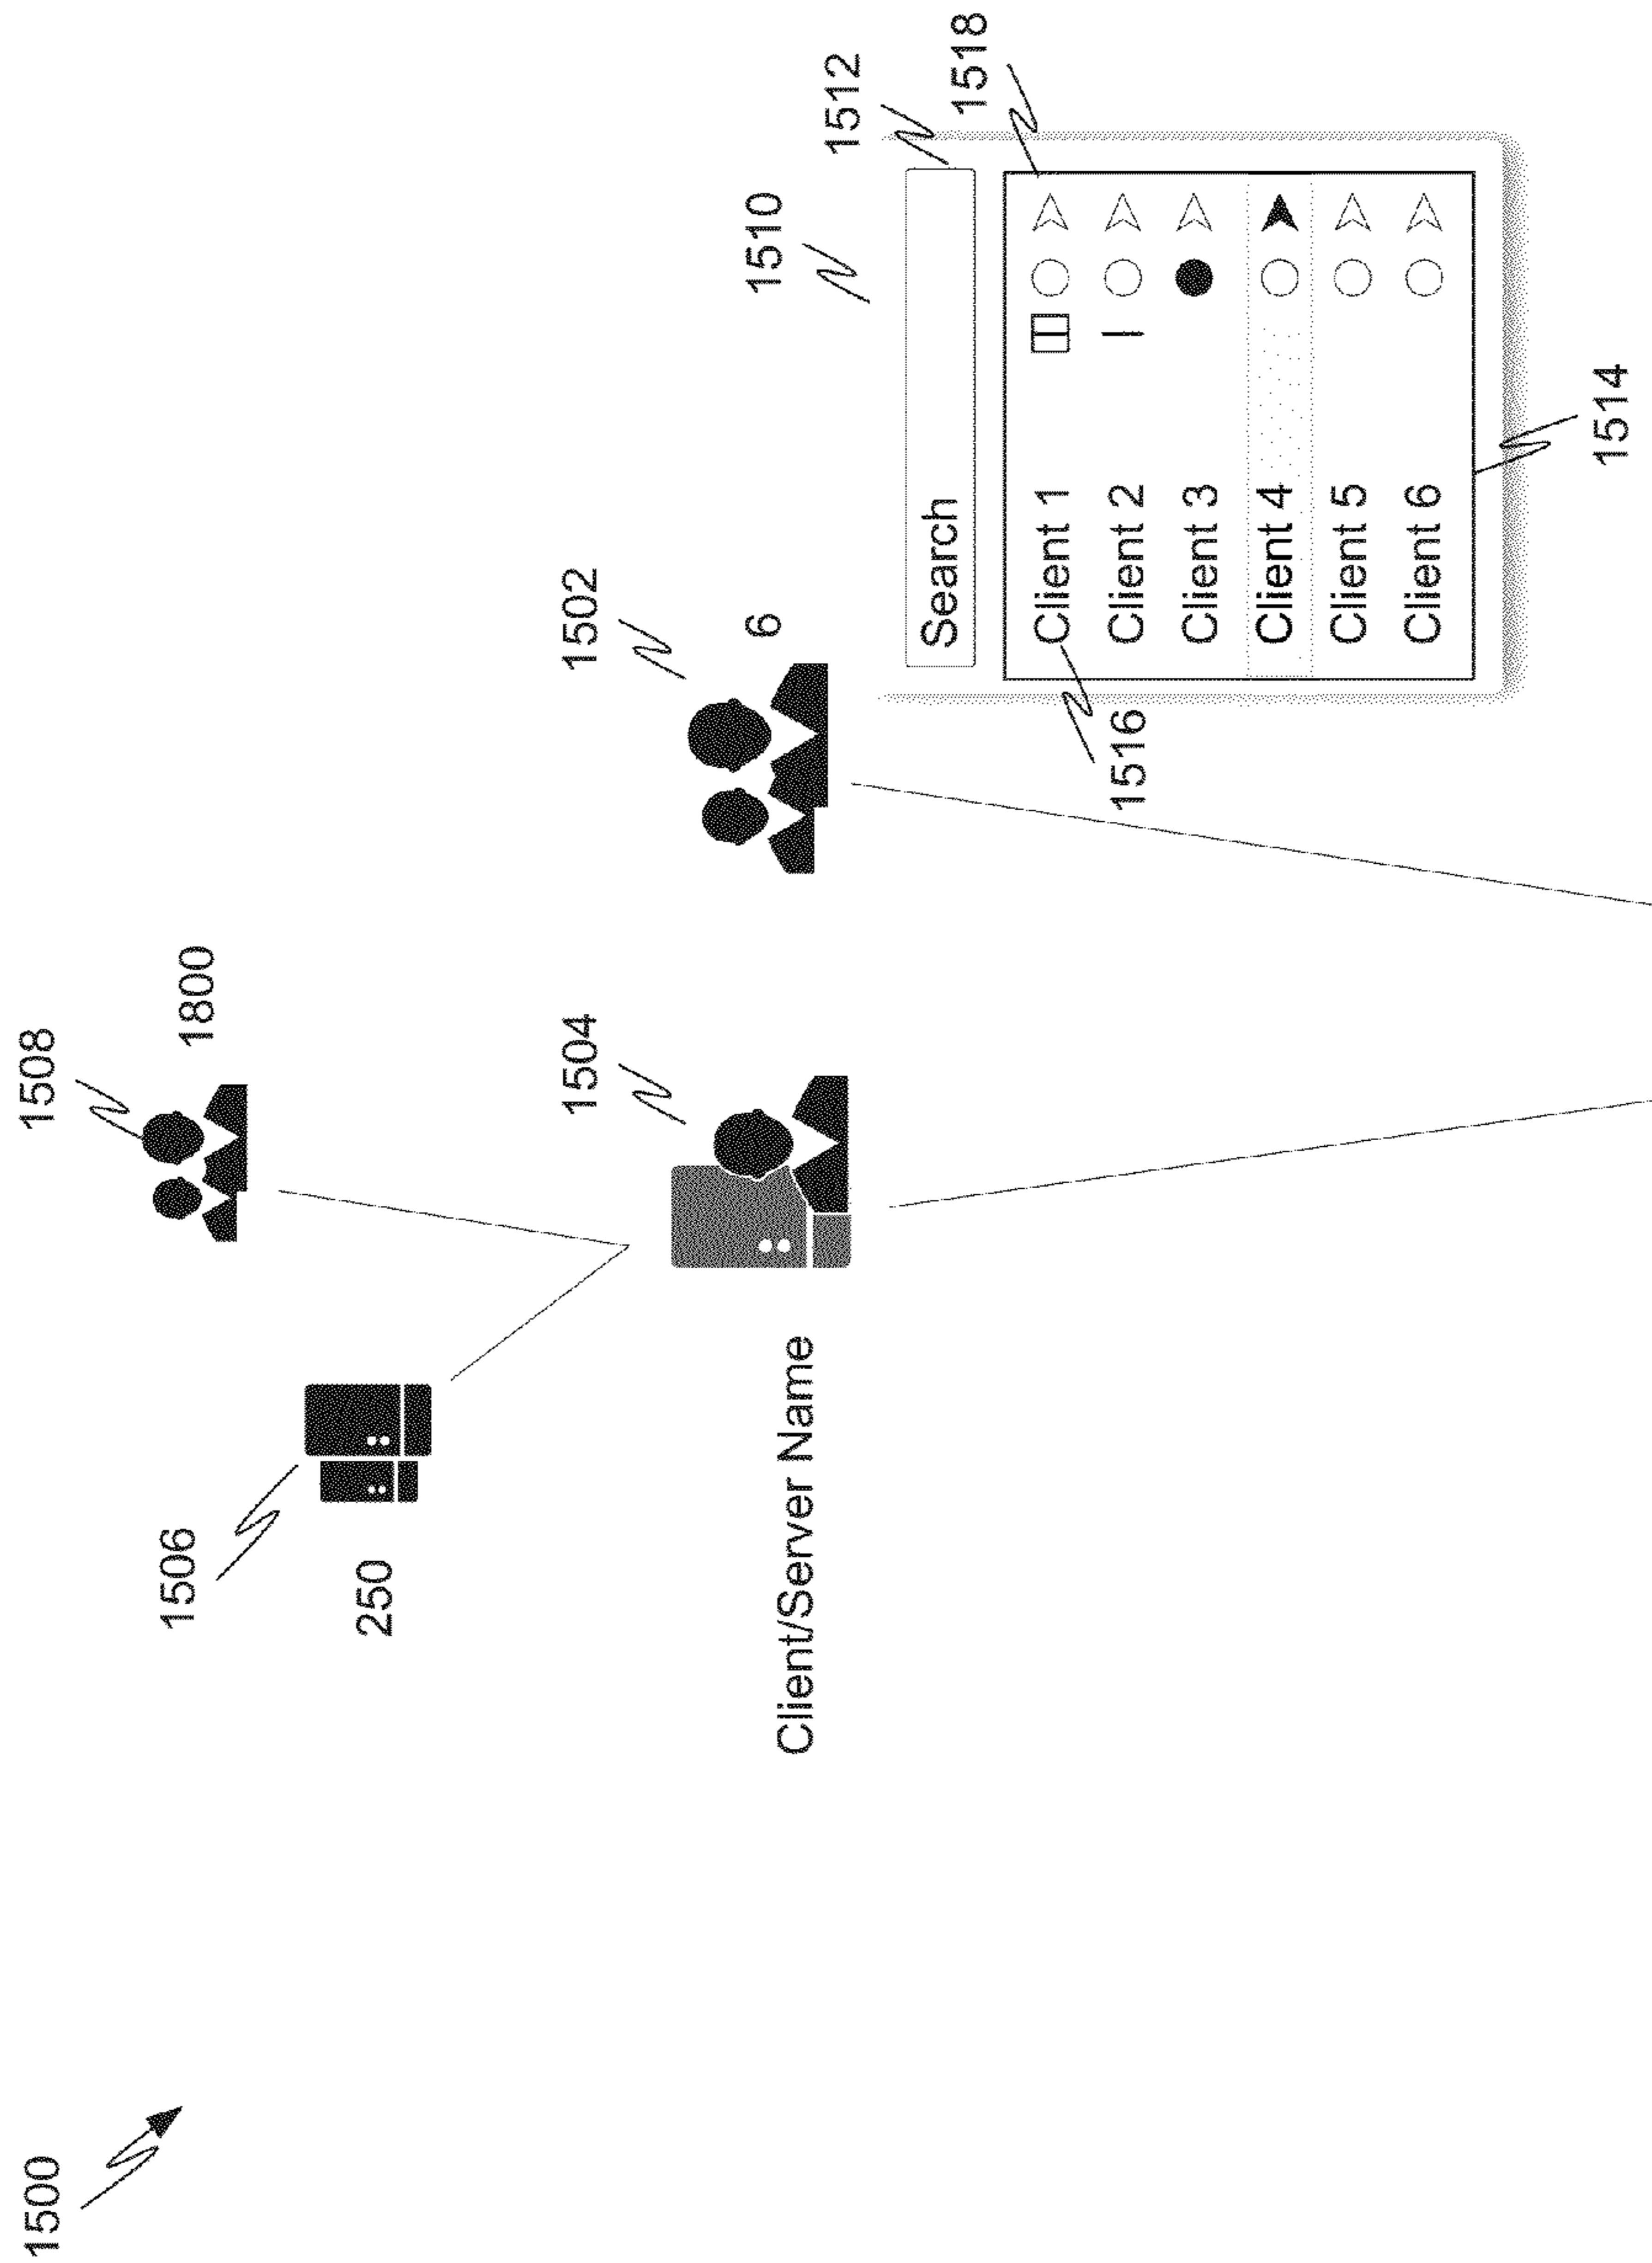 1500
1508
1800
1506
250
1504
Client/Server Name
1502
6
1510
1512
Search
1518
1516
Client 1
Client 2
Client 3
Client 4
Client 5
Client 6
1514